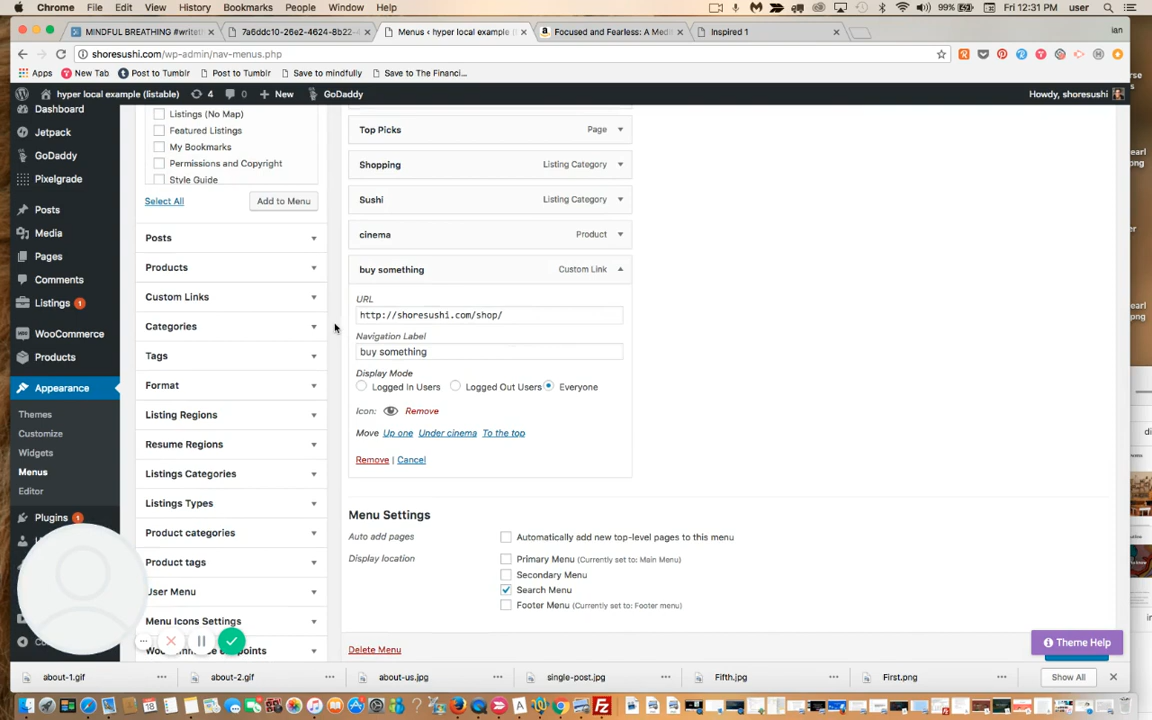 Chrome File Edit View History Bookmarks People Window Help 99% Fri 12:31 PM user
MINDFUL BREATHING #writeth 7a6ddc10-26e2-4624-8b22-4 Menus ‹ hyper local example ( Focused and Fearless: A Medi Inspired 1 ian
shoresushi.com/wp-admin/nav-menus.php
Apps New Tab Post to Tumblr Post to Tumblr Save to mindfully Save to The Financi...
hyper local example (listable) 4 0 New GoDaddy Howdy, shoresushi
Dashboard
Jetpack
GoDaddy
Pixelgrade
Posts
Media
Pages
Comments
Listings 1
WooCommerce
Products
Appearance
Themes
Customize
Widgets
Menus
Editor
Plugins 1
Listings (No Map)
Featured Listings
My Bookmarks
Permissions and Copyright
Style Guide
Select All Add to Menu
Posts
Products
Custom Links
Categories
Tags
Format
Listing Regions
Resume Regions
Listings Categories
Listings Types
Product categories
Product tags
User Menu
Menu Icons Settings
Top Picks Page
Shopping Listing Category
Sushi Listing Category
cinema Product
buy something Custom Link
URL
http://shoresushi.com/shop/
Navigation Label
buy something
Display Mode
Logged In Users Logged Out Users Everyone
Icon: Remove
Move Up one Under cinema To the top
Remove | Cancel
Menu Settings
Auto add pages Automatically add new top-level pages to this menu
Display location Primary Menu (Currently set to: Main Menu)
Secondary Menu
Search Menu
Footer Menu (Currently set to: Footer menu)
Delete Menu
Theme Help
about-1.gif about-2.gif about-us.jpg single-post.jpg Fifth.jpg First.png Show All